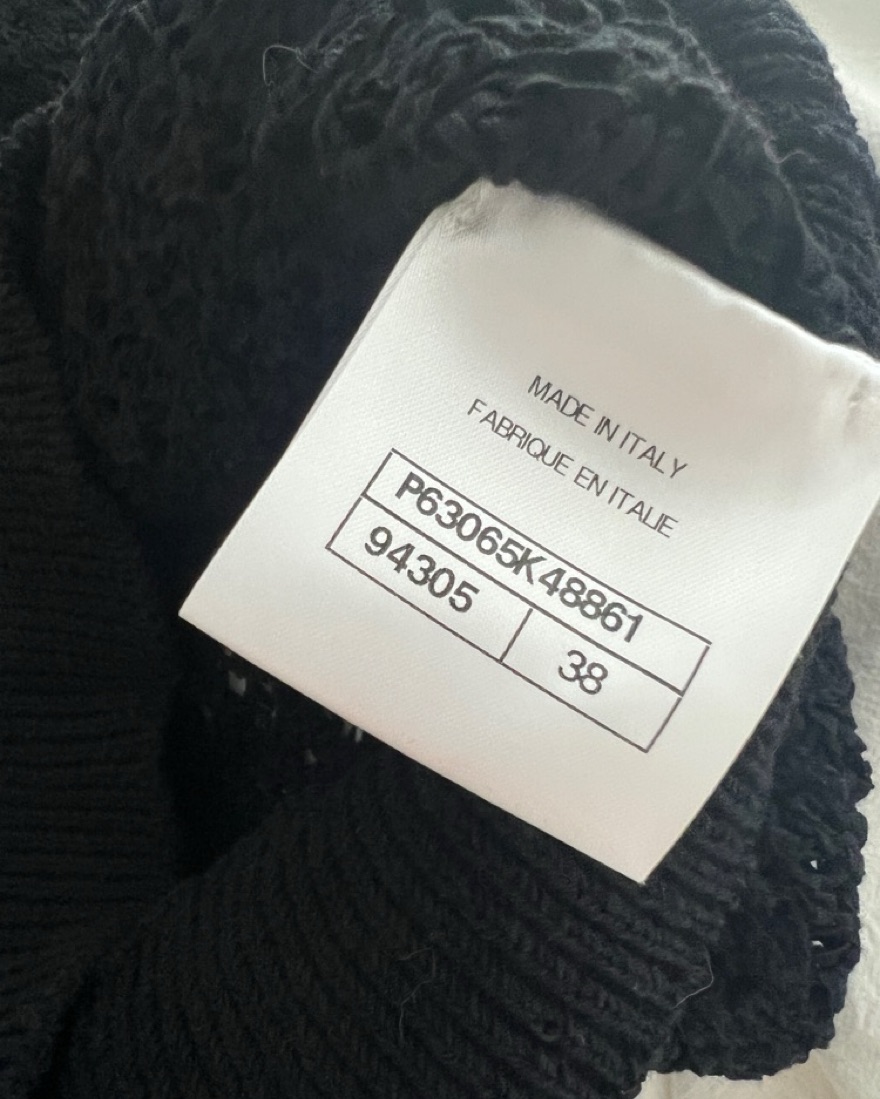 MADE IN ITALY
FABRIQUE EN ITALIE
P63065K48861
94305 38